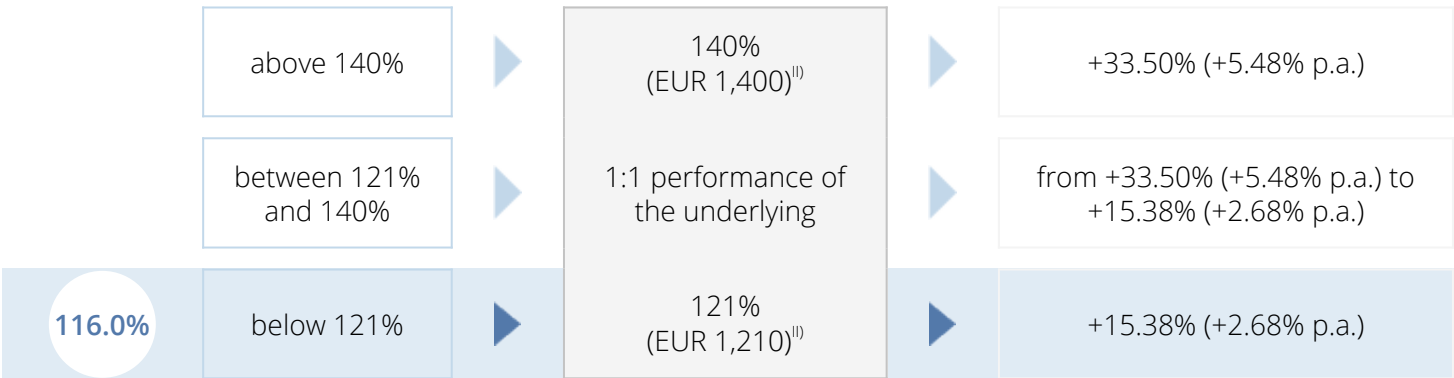 above 140%
140%
(EUR 1,400)II)
+33.50% (+5.48% p.a.)
between 121%
and 140%
1:1 performance of
the underlying
from +33.50% (+5.48% p.a.) to
+15.38% (+2.68% p.a.)
116.0%
below 121%
121%
(EUR 1,210)II)
+15.38% (+2.68% p.a.)